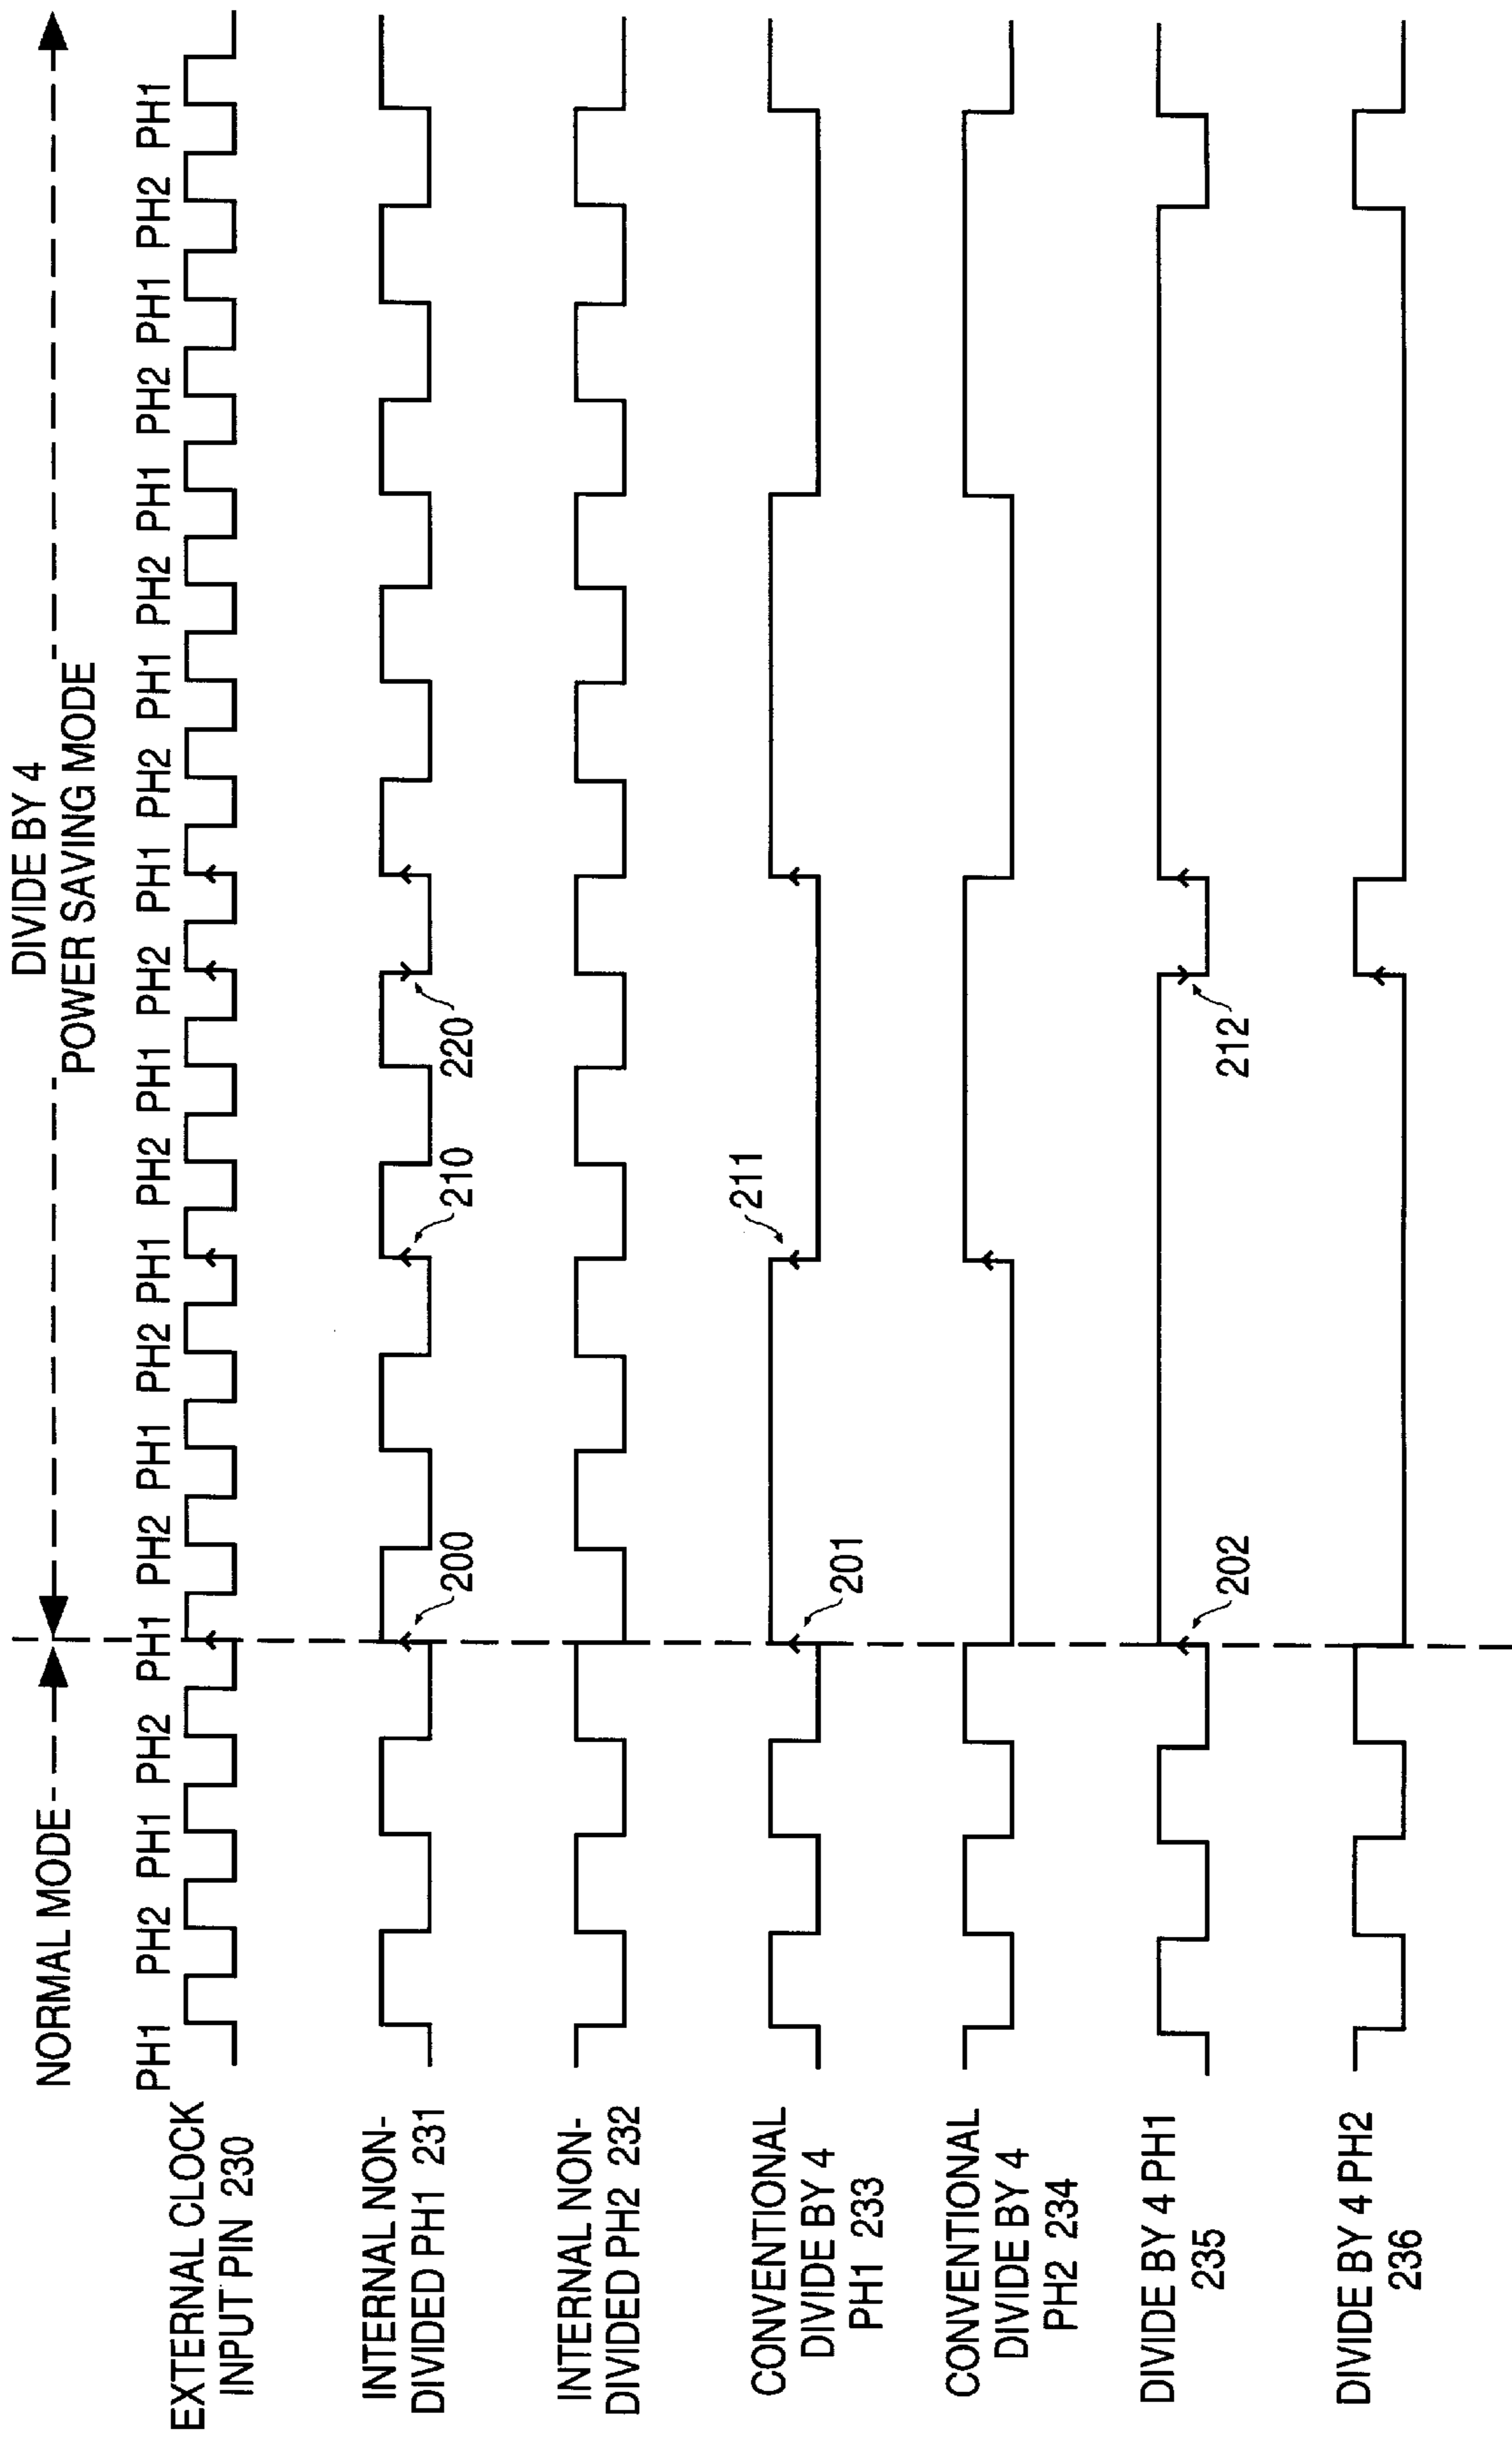 NORMAL MODE
DIVIDE BY 4
POWER SAVING MODE
PH1 PH2 PH1 PH2 PH1 PH2 PH1 PH2 PH1 PH2 PH1 PH2 PH1 PH2 PH1 PH2 PH1 PH2 PH1 PH2 PH1
EXTERNAL CLOCK
INPUT PIN 230
INTERNAL NON-
DIVIDED PH1 231
200
210
220
INTERNAL NON-
DIVIDED PH2 232
CONVENTIONAL
DIVIDE BY 4
PH1 233
201
211
CONVENTIONAL
DIVIDE BY 4
PH2 234
DIVIDE BY 4 PH1
235
202
212
DIVIDE BY 4 PH2
236